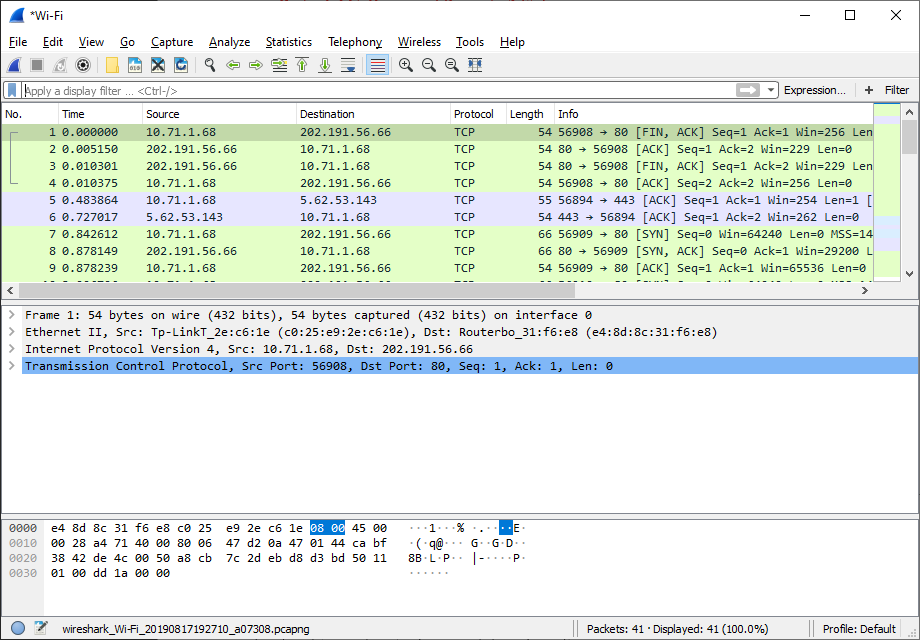 *Wi-Fi
File Edit View Go Capture Analyze Statistics Telephony Wireless Tools Help
Apply a display filter ... <Ctrl-/> Expression... + Filter
No. Time Source Destination Protocol Length Info
1 0.000000 10.71.1.68 202.191.56.66 TCP 54 56908 → 80 [FIN, ACK] Seq=1 Ack=1 Win=256 Len
2 0.005150 202.191.56.66 10.71.1.68 TCP 54 80 → 56908 [ACK] Seq=1 Ack=2 Win=229 Len=0
3 0.010301 202.191.56.66 10.71.1.68 TCP 54 80 → 56908 [FIN, ACK] Seq=1 Ack=2 Win=229 Len
4 0.010375 10.71.1.68 202.191.56.66 TCP 54 56908 → 80 [ACK] Seq=2 Ack=2 Win=256 Len=0
5 0.483864 10.71.1.68 5.62.53.143 TCP 55 56894 → 443 [ACK] Seq=1 Ack=1 Win=254 Len=1 [
6 0.727017 5.62.53.143 10.71.1.68 TCP 54 443 → 56894 [ACK] Seq=1 Ack=2 Win=262 Len=0
7 0.842612 10.71.1.68 202.191.56.66 TCP 66 56909 → 80 [SYN] Seq=0 Win=64240 Len=0 MSS=14
8 0.878149 202.191.56.66 10.71.1.68 TCP 66 80 → 56909 [SYN, ACK] Seq=0 Ack=1 Win=29200 L
9 0.878239 10.71.1.68 202.191.56.66 TCP 54 56909 → 80 [ACK] Seq=1 Ack=1 Win=65536 Len=0
Frame 1: 54 bytes on wire (432 bits), 54 bytes captured (432 bits) on interface 0
Ethernet II, Src: Tp-LinkT_2e:c6:1e (c0:25:e9:2e:c6:1e), Dst: Routerbo_31:f6:e8 (e4:8d:8c:31:f6:e8)
Internet Protocol Version 4, Src: 10.71.1.68, Dst: 202.191.56.66
Transmission Control Protocol, Src Port: 56908, Dst Port: 80, Seq: 1, Ack: 1, Len: 0
0000 e4 8d 8c 31 f6 e8 c0 25 e9 2e c6 1e 08 00 45 00 ···1···% ·.····E·
0010 00 28 a4 71 40 00 80 06 47 d2 0a 47 01 44 ca bf ·(·q@··· G··G·D··
0020 38 42 de 4c 00 50 a8 cb 7c 2d eb d8 d3 bd 50 11 8B·L·P·· |-····P·
0030 01 00 dd 1a 00 00 ······
wireshark_Wi-Fi_20190817192710_a07308.pcapng Packets: 41 · Displayed: 41 (100.0%) Profile: Default